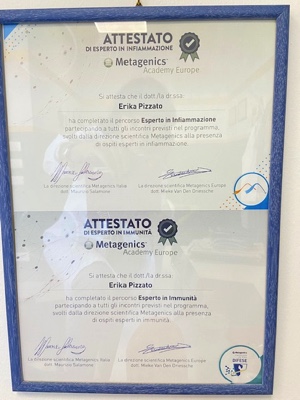 ATTESTATO
DI ESPERTO IN INFIAMMAZIONE
Metagenics
Academy Europe
Si attesta che il dott./la dr.ssa:
Erika Pizzato
ha completato il percorso Esperto in Infiammazione
partecipando a tutti gli incontri previsti nel programma,
svolti dalla direzione scientifica Metagenics alla presenza
di ospiti esperti in infiammazione.
La direzione scientifica Metagenics Italia
dott. Maurizio Salamone
La direzione scientifica Metagenics Europe
dott. Mieke Van Den Driessche
ATTESTATO
DI ESPERTO IN IMMUNITÀ
Metagenics
Academy Europe
Si attesta che il dott./la dr.ssa:
Erika Pizzato
ha completato il percorso Esperto in Immunità
partecipando a tutti gli incontri previsti nel programma,
svolti dalla direzione scientifica Metagenics alla presenza
di ospiti esperti in immunità.
La direzione scientifica Metagenics Italia
dott. Maurizio Salamone
La direzione scientifica Metagenics Europe
dott. Mieke Van Den Driessche
DIFESE